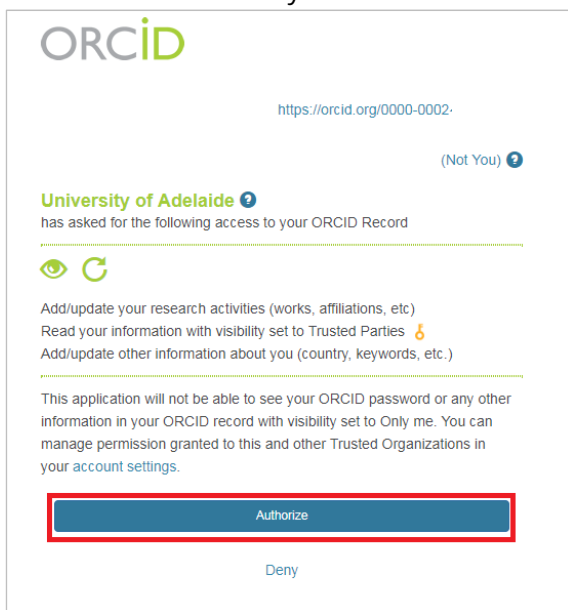 ORCiD
https://orcid.org/0000-0002-
(Not You) ?
University of Adelaide ?
has asked for the following access to your ORCID Record
Add/update your research activities (works, affiliations, etc)
Read your information with visibility set to Trusted Parties
Add/update other information about you (country, keywords, etc.)
This application will not be able to see your ORCID password or any other
information in your ORCID record with visibility set to Only me. You can
manage permission granted to this and other Trusted Organizations in
your account settings.
Authorize
Deny